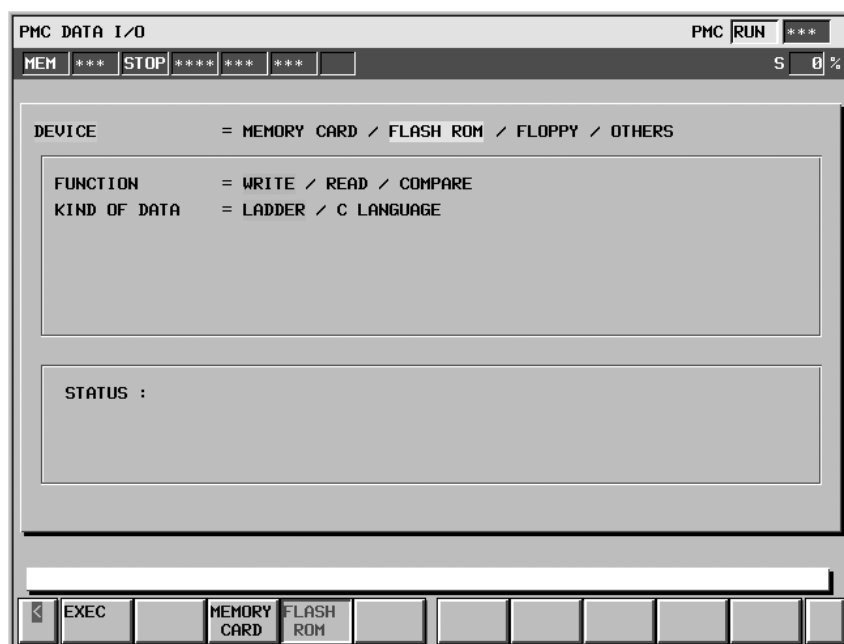 PMC DATA I/O PMC RUN ***
MEM *** STOP **** *** *** S 0 %
DEVICE = MEMORY CARD / FLASH ROM / FLOPPY / OTHERS
FUNCTION = WRITE / READ / COMPARE
KIND OF DATA = LADDER / C LANGUAGE
STATUS :
< EXEC MEMORY CARD FLASH ROM